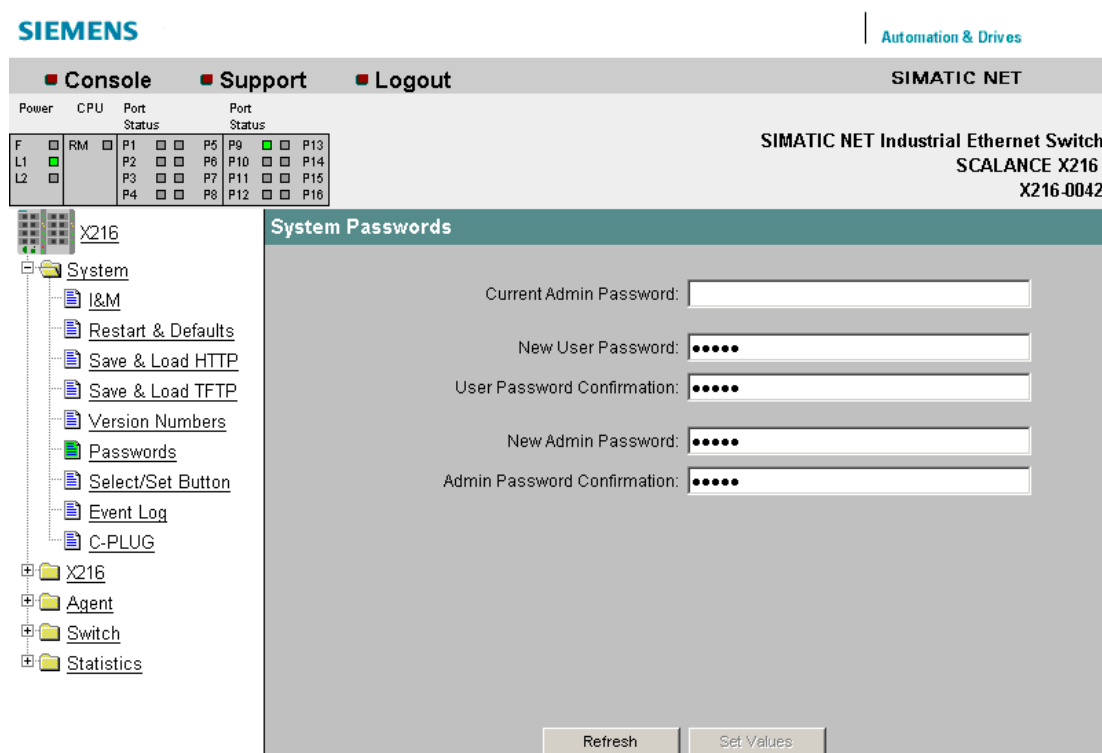 SIEMENS
Automation & Drives
Console Support Logout SIMATIC NET
Power CPU Port Status Port Status
F RM P1 P5 P9 P13
L1 P2 P6 P10 P14
L2 P3 P7 P11 P15
P4 P8 P12 P16
SIMATIC NET Industrial Ethernet Switch
SCALANCE X216
X216-0042
X216
System
I&M
Restart & Defaults
Save & Load HTTP
Save & Load TFTP
Version Numbers
Passwords
Select/Set Button
Event Log
C-PLUG
X216
Agent
Switch
Statistics
System Passwords
Current Admin Password:
New User Password: •••••
User Password Confirmation: •••••
New Admin Password: •••••
Admin Password Confirmation: •••••
Refresh Set Values